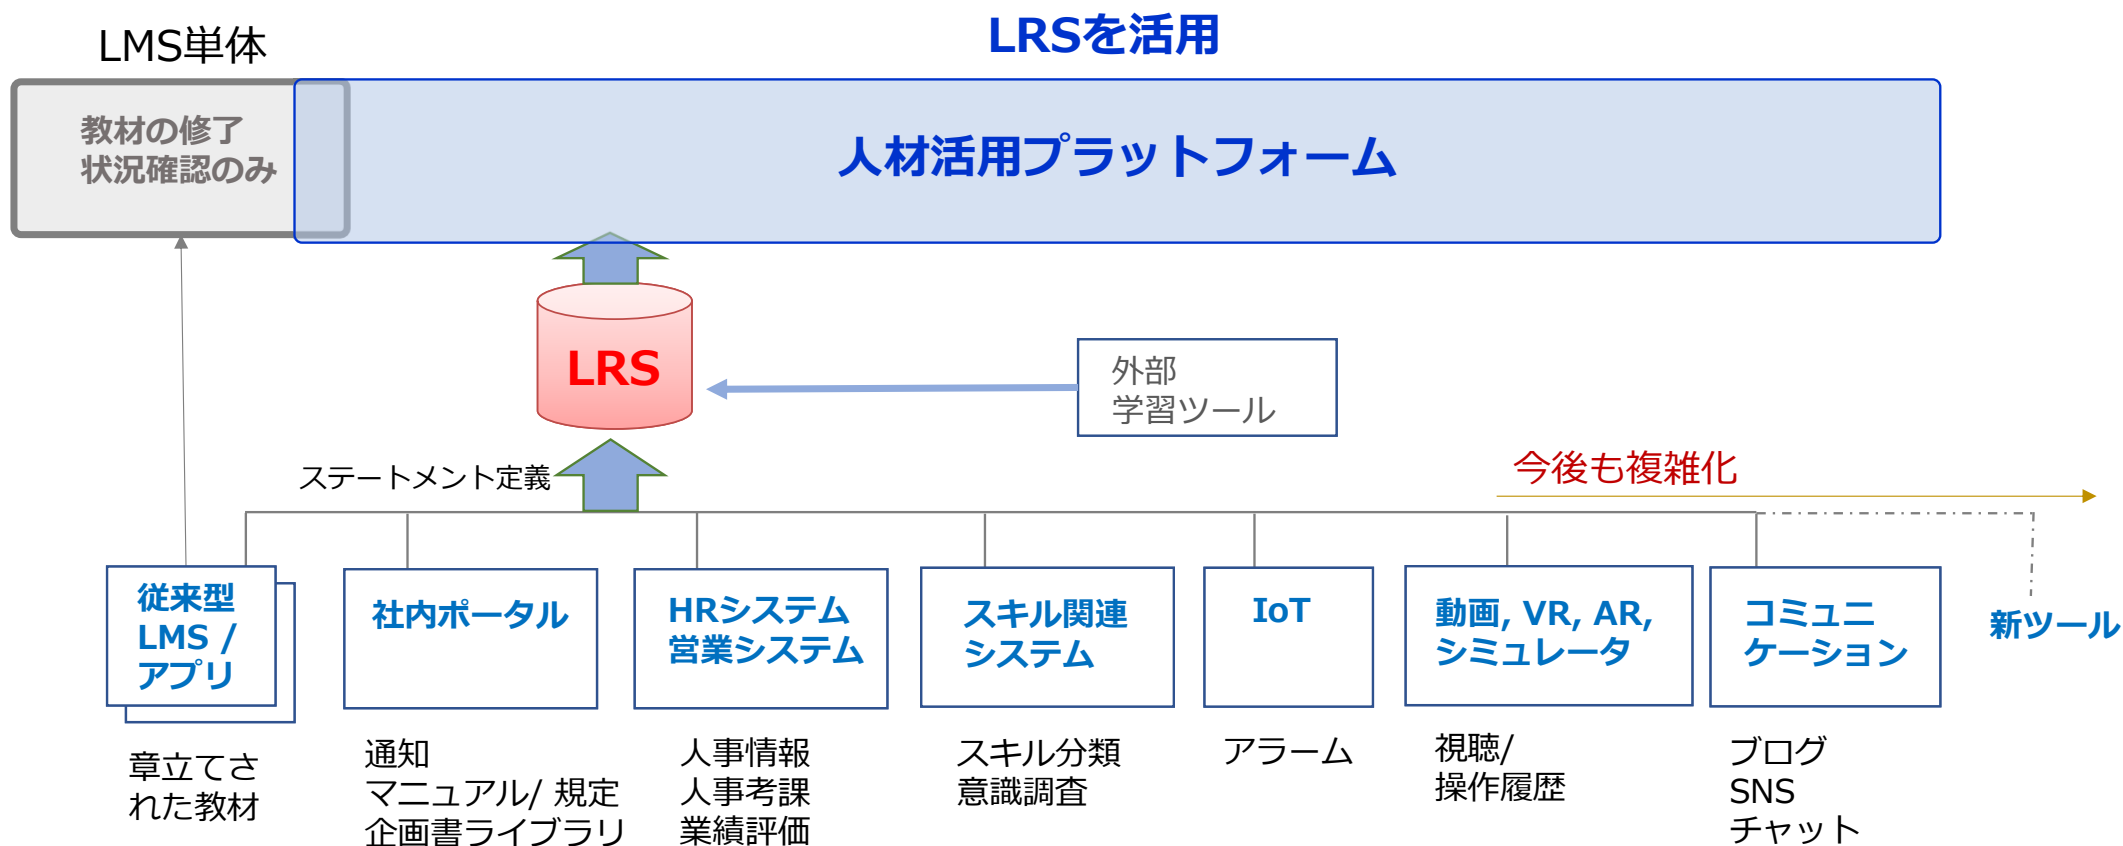 LMS単体
LRSを活用
教材の修了
状況確認のみ
人材活用プラットフォーム
LRS
外部
学習ツール
ステートメント定義
今後も複雑化
従来型
LMS /
アプリ
社内ポータル
HRシステム
営業システム
スキル関連
システム
IoT
動画, VR, AR,
シミュレータ
コミュニ
ケーション
新ツール
章立てさ
れた教材
通知
マニュアル/ 規定
企画書ライブラリ
人事情報
人事考課
業績評価
スキル分類
意識調査
アラーム
視聴/
操作履歴
ブログ
SNS
チャット